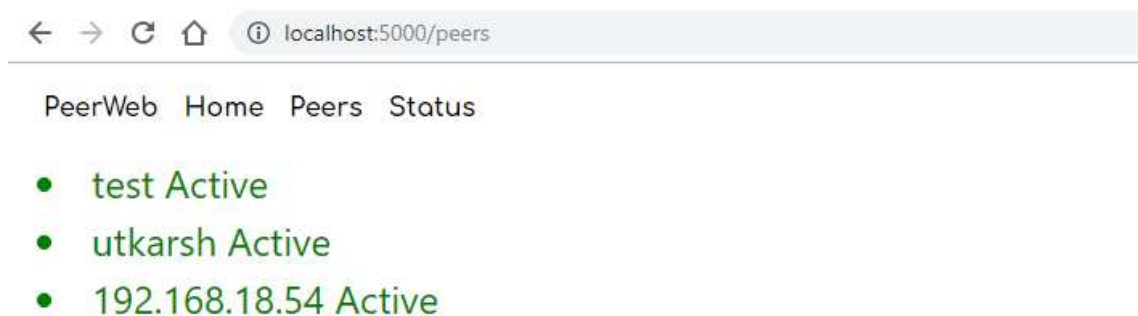 localhost:5000/peers
PeerWeb Home Peers Status
test Active
utkarsh Active
192.168.18.54 Active